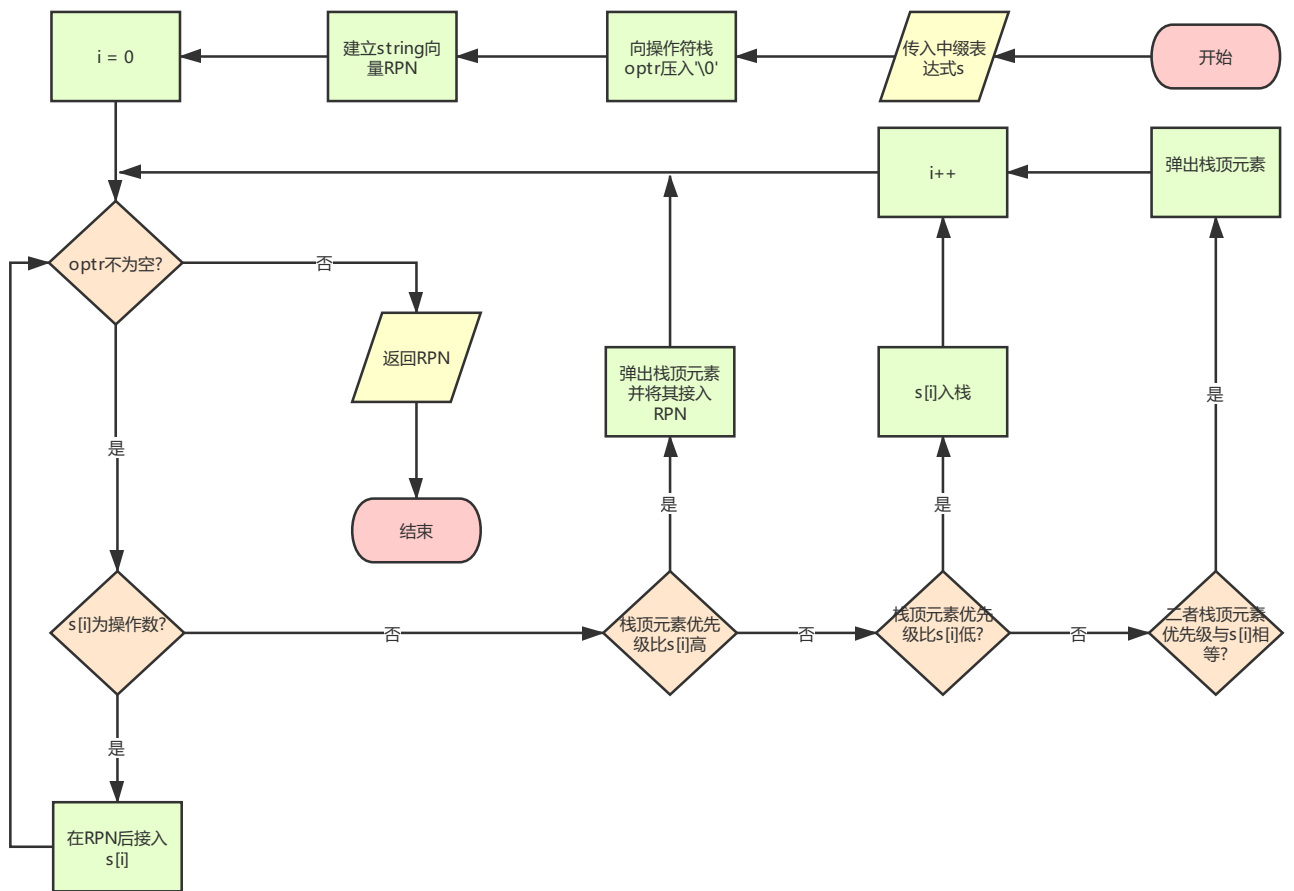 开始
传入中缀表
达式s
向操作符栈
optr压入'\0'
建立string向
量RPN
i = 0
弹出栈顶元素
i++
optr不为空?
否
返回RPN
结束
是
s[i]为操作数?
否
是
在RPN后接入
s[i]
栈顶元素优先
级比s[i]高
是
弹出栈顶元素
并将其接入
RPN
否
栈顶元素优先
级比s[i]低?
是
s[i]入栈
否
二者栈顶元素
优先级与s[i]相
等?
是